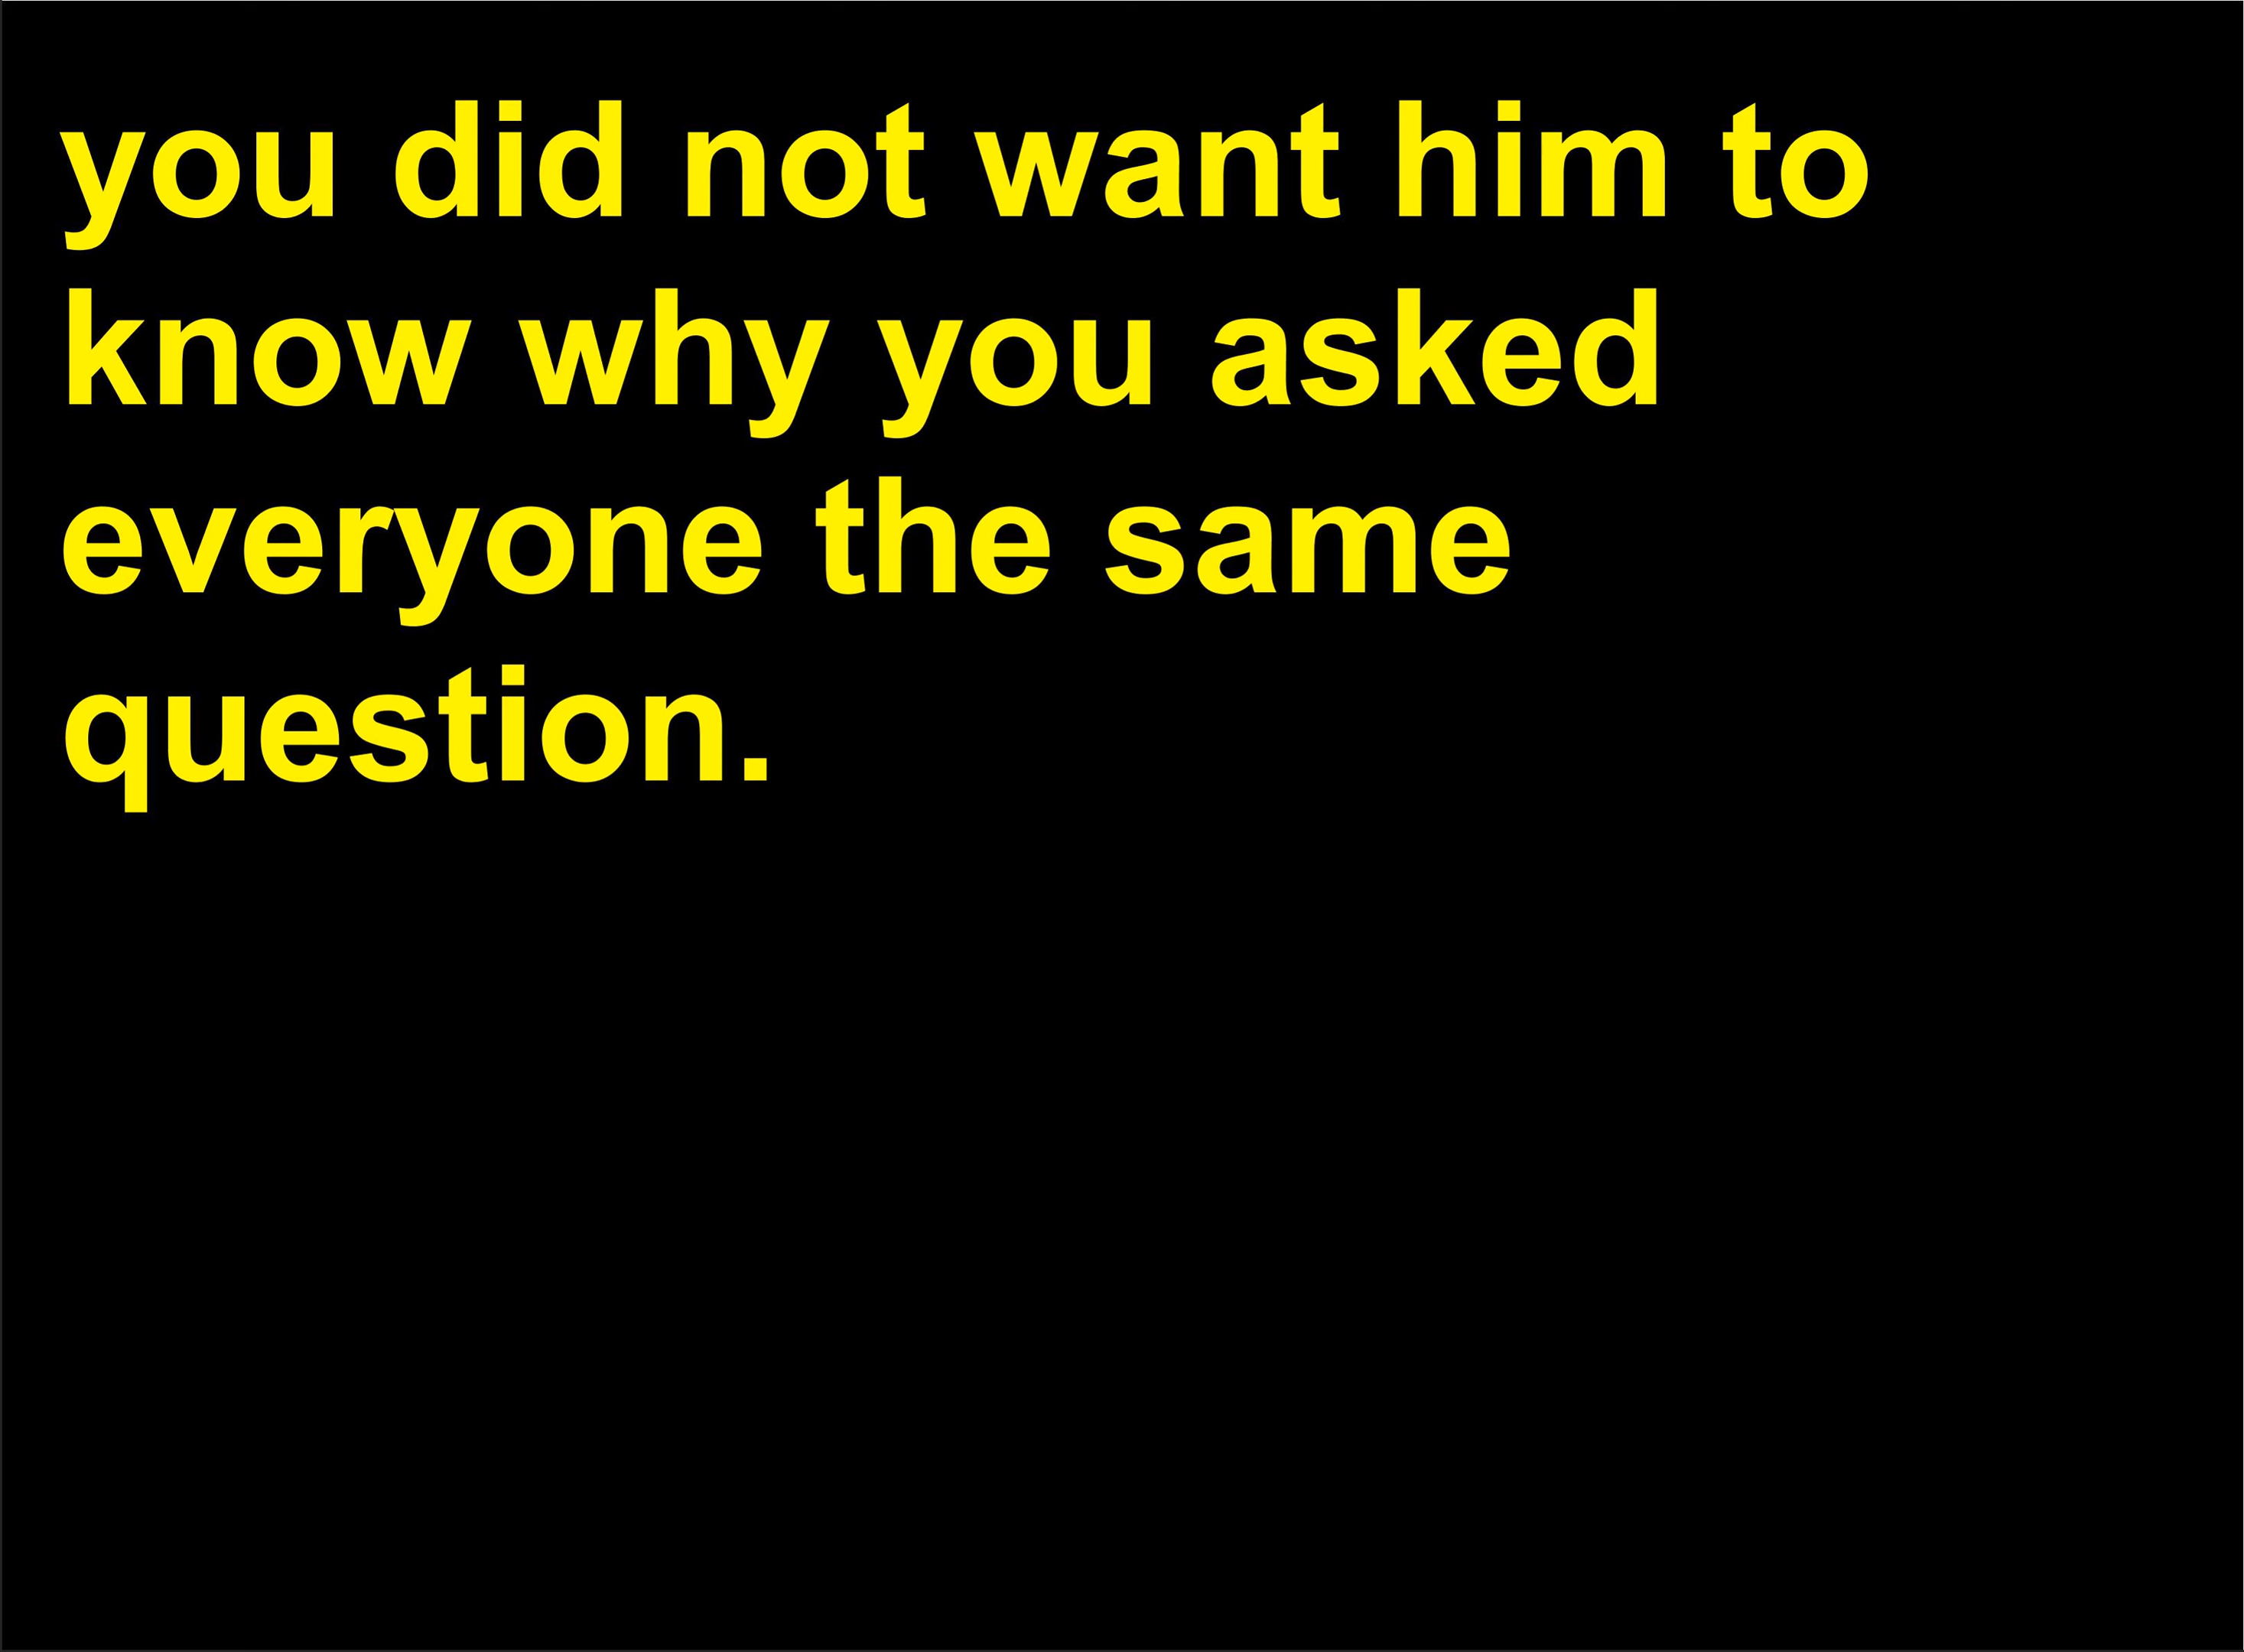 you did not want him to
know why you asked
everyone the same
question.